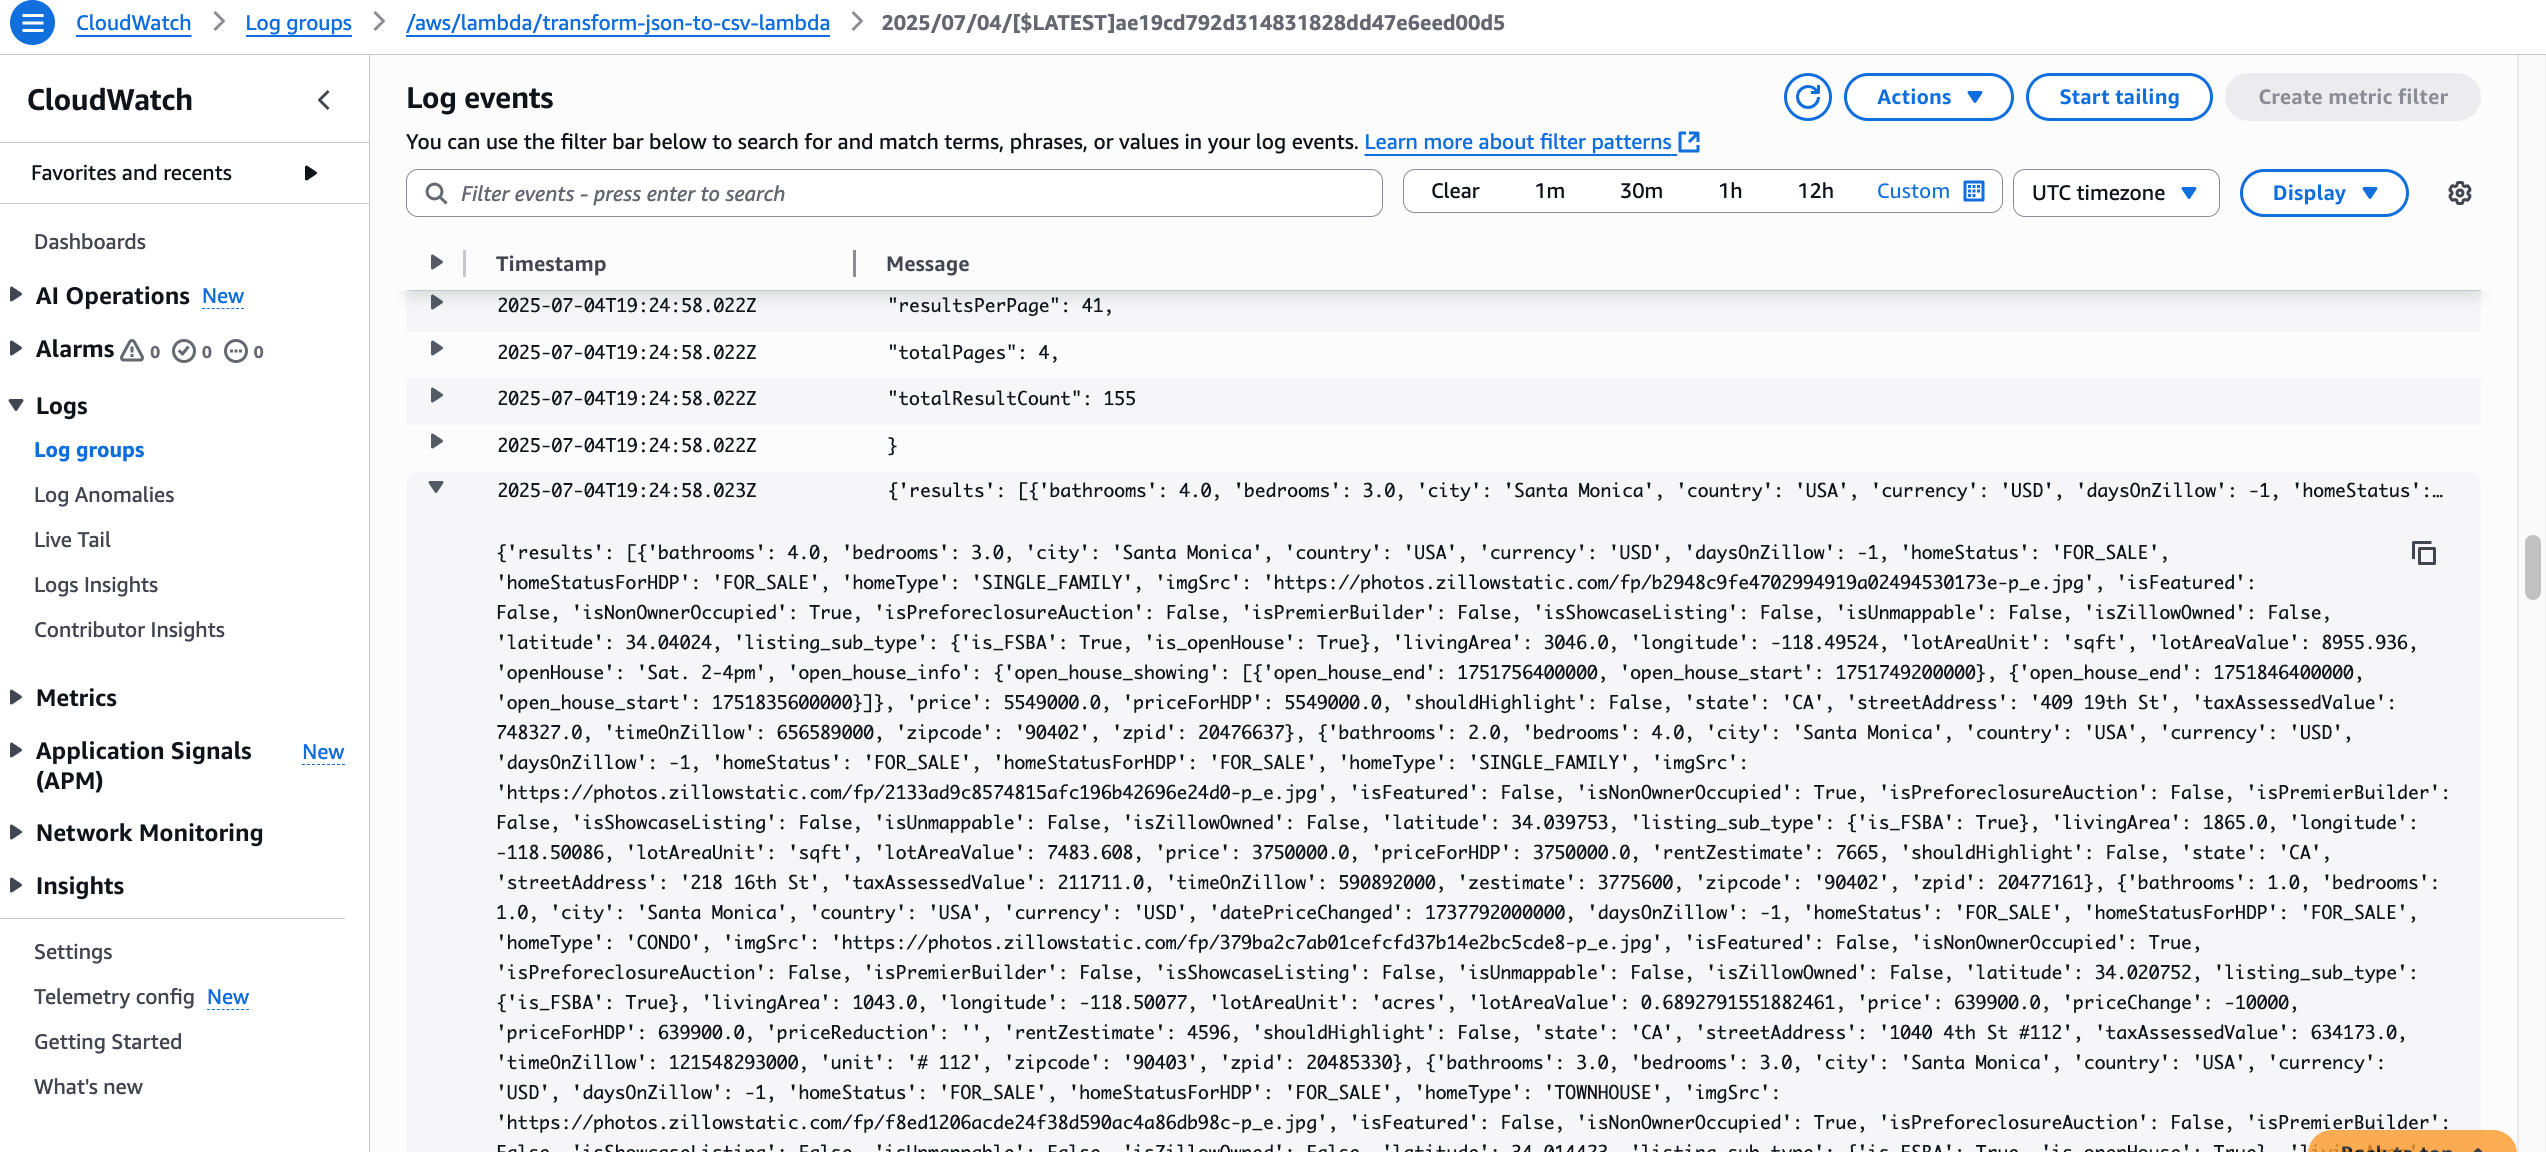 CloudWatch > Log groups > /aws/lambda/transform-json-to-csv-lambda > 2025/07/04/[$LATEST]ae19cd792d314831828dd47e6eed00d5
CloudWatch
Favorites and recents
Dashboards
AI Operations New
Alarms 0 0 0
Logs
Log groups
Log Anomalies
Live Tail
Logs Insights
Contributor Insights
Metrics
Application Signals New
(APM)
Network Monitoring
Insights
Settings
Telemetry config New
Getting Started
What's new
Log events
Actions
Start tailing
Create metric filter
You can use the filter bar below to search for and match terms, phrases, or values in your log events. Learn more about filter patterns
Filter events - press enter to search
Clear 1m 30m 1h 12h Custom
UTC timezone
Display
Timestamp Message
2025-07-04T19:24:58.022Z "resultsPerPage": 41,
2025-07-04T19:24:58.022Z "totalPages": 4,
2025-07-04T19:24:58.022Z "totalResultCount": 155
2025-07-04T19:24:58.022Z }
2025-07-04T19:24:58.023Z {'results': [{'bathrooms': 4.0, 'bedrooms': 3.0, 'city': 'Santa Monica', 'country': 'USA', 'currency': 'USD', 'daysOnZillow': -1, 'homeStatus':…
{'results': [{'bathrooms': 4.0, 'bedrooms': 3.0, 'city': 'Santa Monica', 'country': 'USA', 'currency': 'USD', 'daysOnZillow': -1, 'homeStatus': 'FOR_SALE',
'homeStatusForHDP': 'FOR_SALE', 'homeType': 'SINGLE_FAMILY', 'imgSrc': 'https://photos.zillowstatic.com/fp/b2948c9fe4702994919a02494530173e-p_e.jpg', 'isFeatured':
False, 'isNonOwnerOccupied': True, 'isPreforeclosureAuction': False, 'isPremierBuilder': False, 'isShowcaseListing': False, 'isUnmappable': False, 'isZillowOwned': False,
'latitude': 34.04024, 'listing_sub_type': {'is_FSBA': True, 'is_openHouse': True}, 'livingArea': 3046.0, 'longitude': -118.49524, 'lotAreaUnit': 'sqft', 'lotAreaValue': 8955.936,
'openHouse': 'Sat. 2-4pm', 'open_house_info': {'open_house_showing': [{'open_house_end': 1751756400000, 'open_house_start': 1751749200000}, {'open_house_end': 1751846400000,
'open_house_start': 1751835600000}]}, 'price': 5549000.0, 'priceForHDP': 5549000.0, 'shouldHighlight': False, 'state': 'CA', 'streetAddress': '409 19th St', 'taxAssessedValue':
748327.0, 'timeOnZillow': 656589000, 'zipcode': '90402', 'zpid': 20476637}, {'bathrooms': 2.0, 'bedrooms': 4.0, 'city': 'Santa Monica', 'country': 'USA', 'currency': 'USD',
'daysOnZillow': -1, 'homeStatus': 'FOR_SALE', 'homeStatusForHDP': 'FOR_SALE', 'homeType': 'SINGLE_FAMILY', 'imgSrc':
'https://photos.zillowstatic.com/fp/2133ad9c8574815afc196b42696e24d0-p_e.jpg', 'isFeatured': False, 'isNonOwnerOccupied': True, 'isPreforeclosureAuction': False, 'isPremierBuilder':
False, 'isShowcaseListing': False, 'isUnmappable': False, 'isZillowOwned': False, 'latitude': 34.039753, 'listing_sub_type': {'is_FSBA': True}, 'livingArea': 1865.0, 'longitude':
-118.50086, 'lotAreaUnit': 'sqft', 'lotAreaValue': 7483.608, 'price': 3750000.0, 'priceForHDP': 3750000.0, 'rentZestimate': 7665, 'shouldHighlight': False, 'state': 'CA',
'streetAddress': '218 16th St', 'taxAssessedValue': 211711.0, 'timeOnZillow': 590892000, 'zestimate': 3775600, 'zipcode': '90402', 'zpid': 20477161}, {'bathrooms': 1.0, 'bedrooms':
1.0, 'city': 'Santa Monica', 'country': 'USA', 'currency': 'USD', 'datePriceChanged': 1737792000000, 'daysOnZillow': -1, 'homeStatus': 'FOR_SALE', 'homeStatusForHDP': 'FOR_SALE',
'homeType': 'CONDO', 'imgSrc': 'https://photos.zillowstatic.com/fp/379ba2c7ab01cefcfd37b14e2bc5cde8-p_e.jpg', 'isFeatured': False, 'isNonOwnerOccupied': True,
'isPreforeclosureAuction': False, 'isPremierBuilder': False, 'isShowcaseListing': False, 'isUnmappable': False, 'isZillowOwned': False, 'latitude': 34.020752, 'listing_sub_type':
{'is_FSBA': True}, 'livingArea': 1043.0, 'longitude': -118.50077, 'lotAreaUnit': 'acres', 'lotAreaValue': 0.6892791551882461, 'price': 639900.0, 'priceChange': -10000,
'priceForHDP': 639900.0, 'priceReduction': '', 'rentZestimate': 4596, 'shouldHighlight': False, 'state': 'CA', 'streetAddress': '1040 4th St #112', 'taxAssessedValue': 634173.0,
'timeOnZillow': 121548293000, 'unit': '# 112', 'zipcode': '90403', 'zpid': 20485330}, {'bathrooms': 3.0, 'bedrooms': 3.0, 'city': 'Santa Monica', 'country': 'USA', 'currency':
'USD', 'daysOnZillow': -1, 'homeStatus': 'FOR_SALE', 'homeStatusForHDP': 'FOR_SALE', 'homeType': 'TOWNHOUSE', 'imgSrc':
'https://photos.zillowstatic.com/fp/f8ed1206acde24f38d590ac4a86db98c-p_e.jpg', 'isFeatured': False, 'isNonOwnerOccupied': True, 'isPreforeclosureAuction': False, 'isPremierBuilder':
False, 'isShowcaseListing': False, 'isUnmappable': False, 'isZillowOwned': False, 'latitude': 34.014423, 'listing_sub_type': {'is_FSBA': True, 'is_openHouse': True},